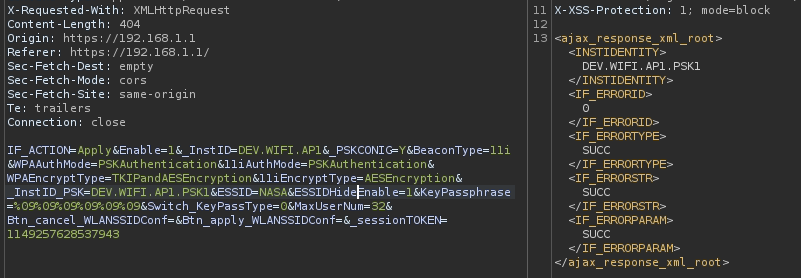 X-Requested-With: XMLHttpRequest
Content-Length: 404
Origin: https://192.168.1.1
Referer: https://192.168.1.1/
Sec-Fetch-Dest: empty
Sec-Fetch-Mode: cors
Sec-Fetch-Site: same-origin
Te: trailers
Connection: close
IF_ACTION=Apply&Enable=1&_InstID=DEV.WIFI.AP1&_PSKCONIG=Y&BeaconType=11i
&WPAAuthMode=PSKAuthentication&11iAuthMode=PSKAuthentication&
WPAEncryptType=TKIPandAESEncryption&11iEncryptType=AESEncryption&
_InstID_PSK=DEV.WIFI.AP1.PSK1&ESSID=NASA&ESSIDHideEnable=1&KeyPassphrase
=%09%09%09%09%09%09&Switch_KeyPassType=0&MaxUserNum=32&
Btn_cancel_WLANSSIDConf=&Btn_apply_WLANSSIDConf=&_sessionTOKEN=
1149257628537943
11 X-XSS-Protection: 1; mode=block
12
13 <ajax_response_xml_root>
<INSTIDENTITY>
DEV.WIFI.AP1.PSK1
</INSTIDENTITY>
<IF_ERRORID>
0
</IF_ERRORID>
<IF_ERRORTYPE>
SUCC
</IF_ERRORTYPE>
<IF_ERRORSTR>
SUCC
</IF_ERRORSTR>
<IF_ERRORPARAM>
SUCC
</IF_ERRORPARAM>
</ajax_response_xml_root>